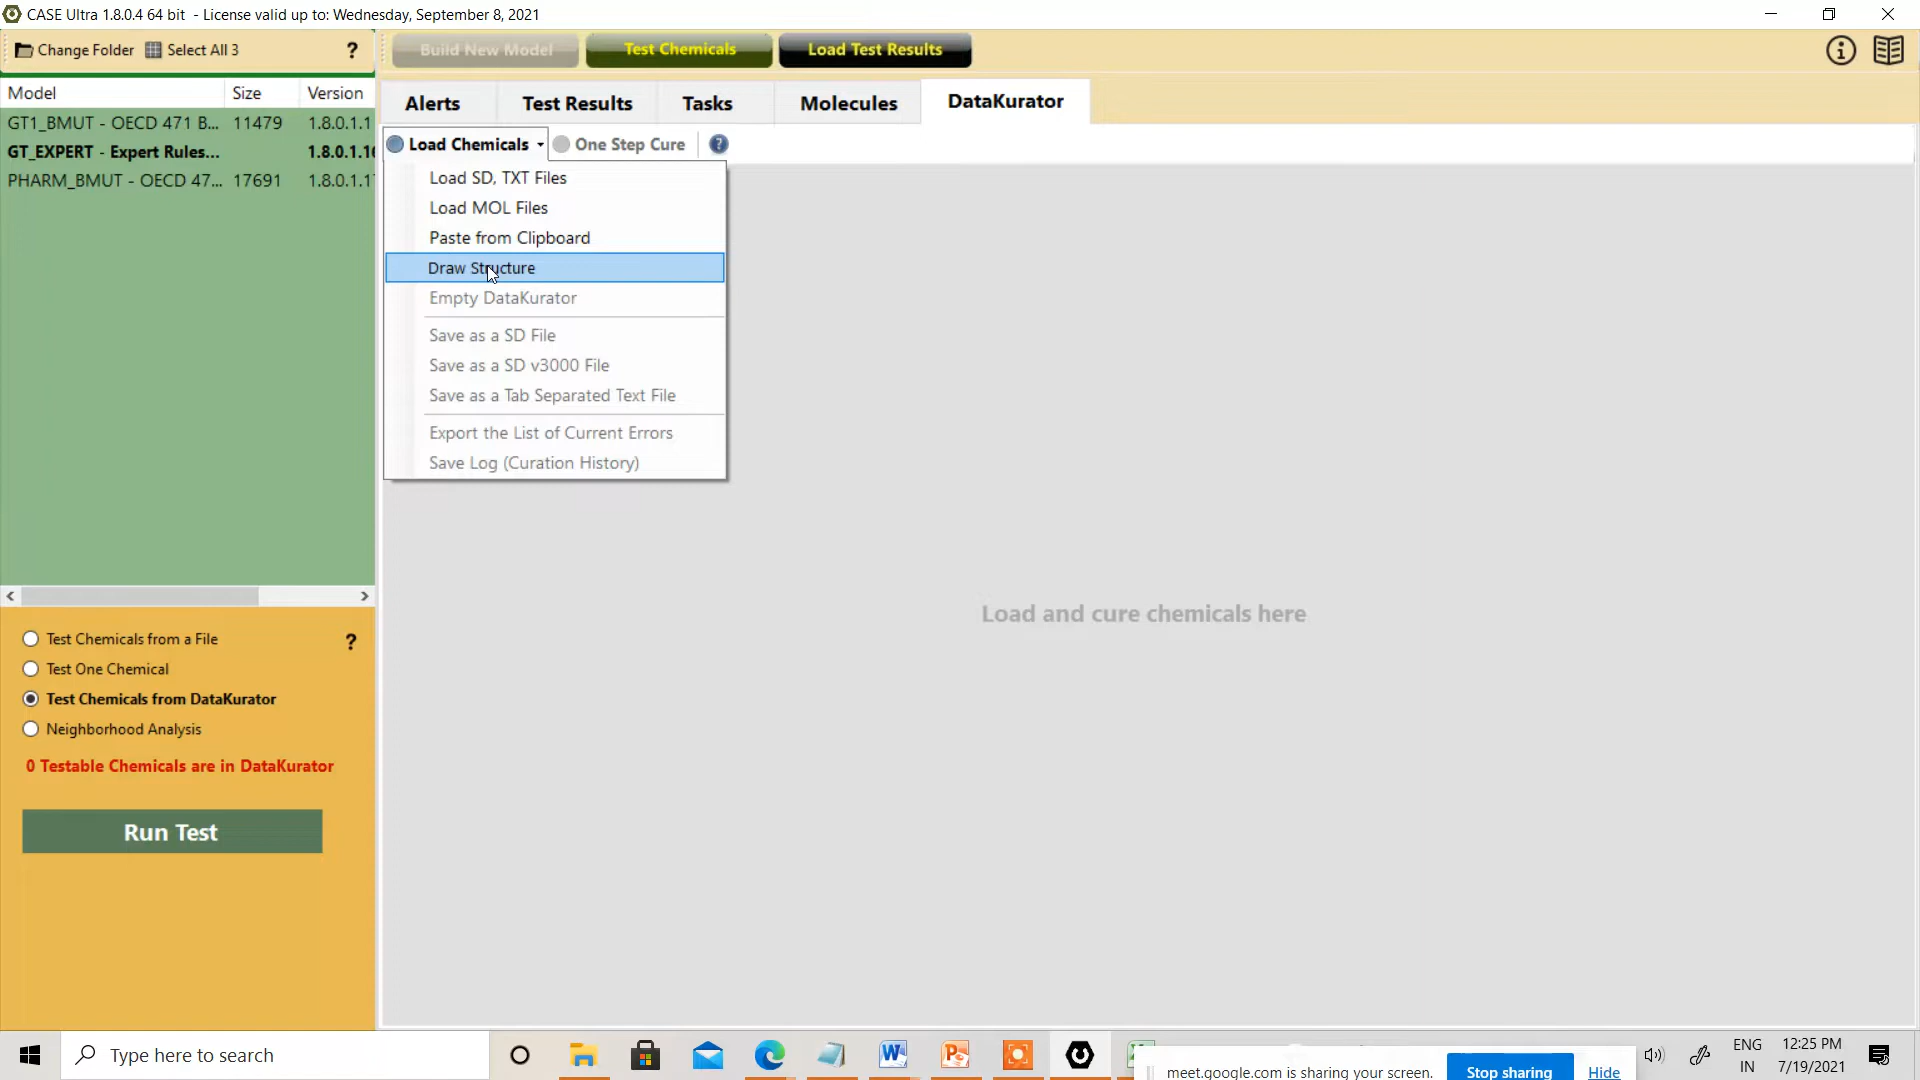 CASE Ultra 1.8.0.4 64 bit - License valid up to: Wednesday, September 8, 2021
Change Folder Select All 3 ?
Build New Model Test Chemicals Load Test Results
Model Size Version
GT1_BMUT - OECD 471 B... 11479 1.8.0.1.1
GT_EXPERT - Expert Rules... 1.8.0.1.16
PHARM_BMUT - OECD 47... 17691 1.8.0.1.1
Alerts Test Results Tasks Molecules DataKurator
Load Chemicals One Step Cure ?
Load SD, TXT Files
Load MOL Files
Paste from Clipboard
Draw Structure
Empty DataKurator
Save as a SD File
Save as a SD v3000 File
Save as a Tab Separated Text File
Export the List of Current Errors
Save Log (Curation History)
Load and cure chemicals here
Test Chemicals from a File ?
Test One Chemical
Test Chemicals from DataKurator
Neighborhood Analysis
0 Testable Chemicals are in DataKurator
Run Test
Type here to search
meet.google.com is sharing your screen. Stop sharing Hide
ENG
IN
12:25 PM
7/19/2021